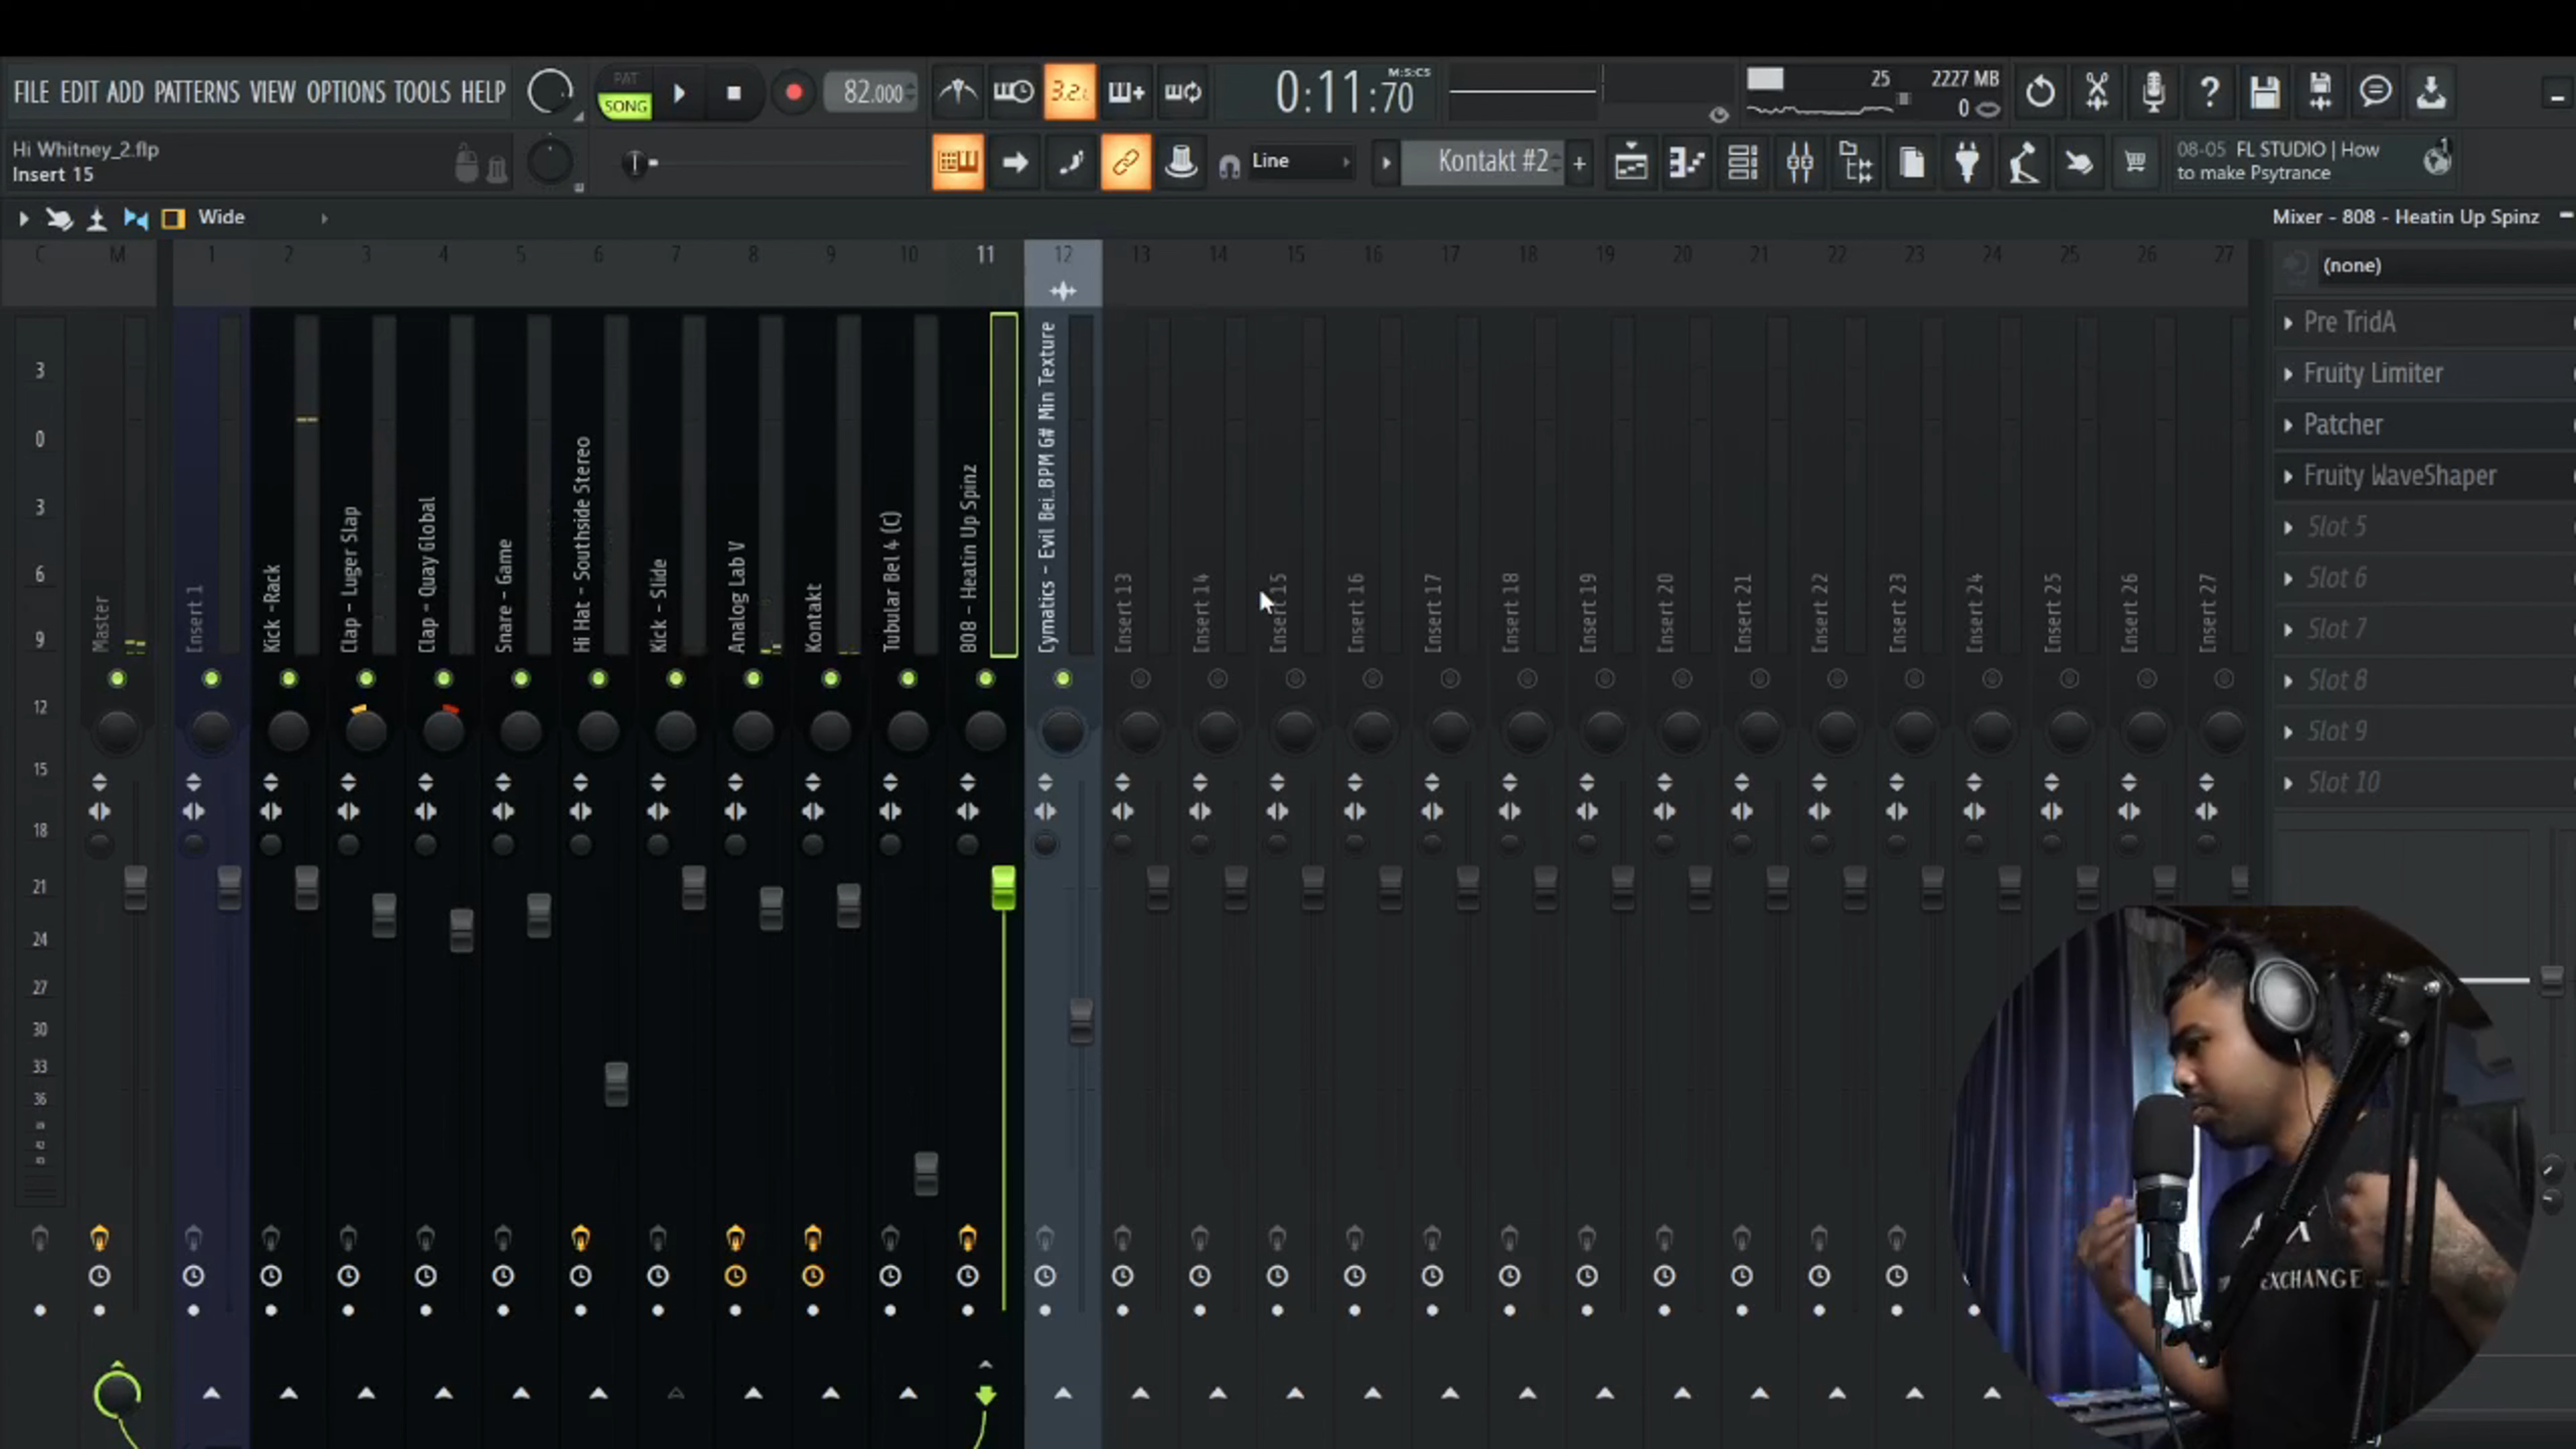 FILE EDIT ADD PATTERNS VIEW OPTIONS TOOLS HELP
PAT
SONG
82.000
3.2.
0:11:70
M:S:CS
25
2227 MB
0
Hi Whitney_2.flp
Insert 15
Line
Kontakt #2
08-05 FL STUDIO | How
to make Psytrance
1
Wide
Mixer - 808 - Heatin Up Spinz
C M 1 2 3 4 5 6 7 8 9 10 11 12 13 14 15 16 17 18 19 20 21 22 23 24 25 26 27
(none)
Pre TridA
Fruity Limiter
Patcher
Fruity WaveShaper
Slot 5
Slot 6
Slot 7
Slot 8
Slot 9
Slot 10
3
0
3
6
9
12
15
18
21
24
27
30
33
36
Master
Insert 1
Kick -Rack
Clap - Luger Slap
Clap - Quay Global
Snare - Game
Hi Hat - Southside Stereo
Kick - Slide
Analog Lab V
Kontakt
Tubular Bel 4 (C)
808 - Heatin Up Spinz
Cymatics - Evil Bei..BPM G# Min Texture
Insert 13
Insert 14
Insert 15
Insert 16
Insert 17
Insert 18
Insert 19
Insert 20
Insert 21
Insert 22
Insert 23
Insert 24
Insert 25
Insert 26
Insert 27
EXCHANGE